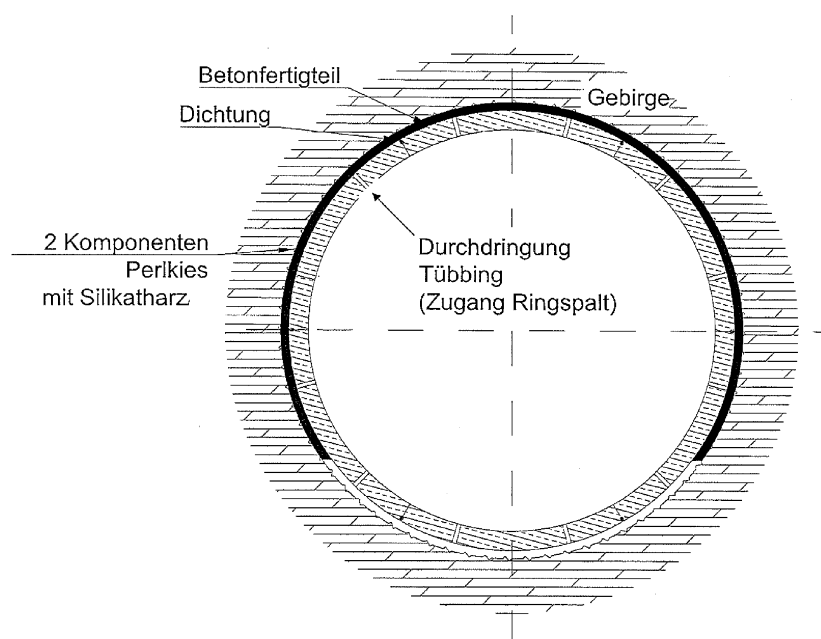 Betonfertigteil
Gebirge
Dichtung
2 Komponenten
Perlkies
mit Silikatharz
Durchdringung
Tübbing
(Zugang Ringspalt)